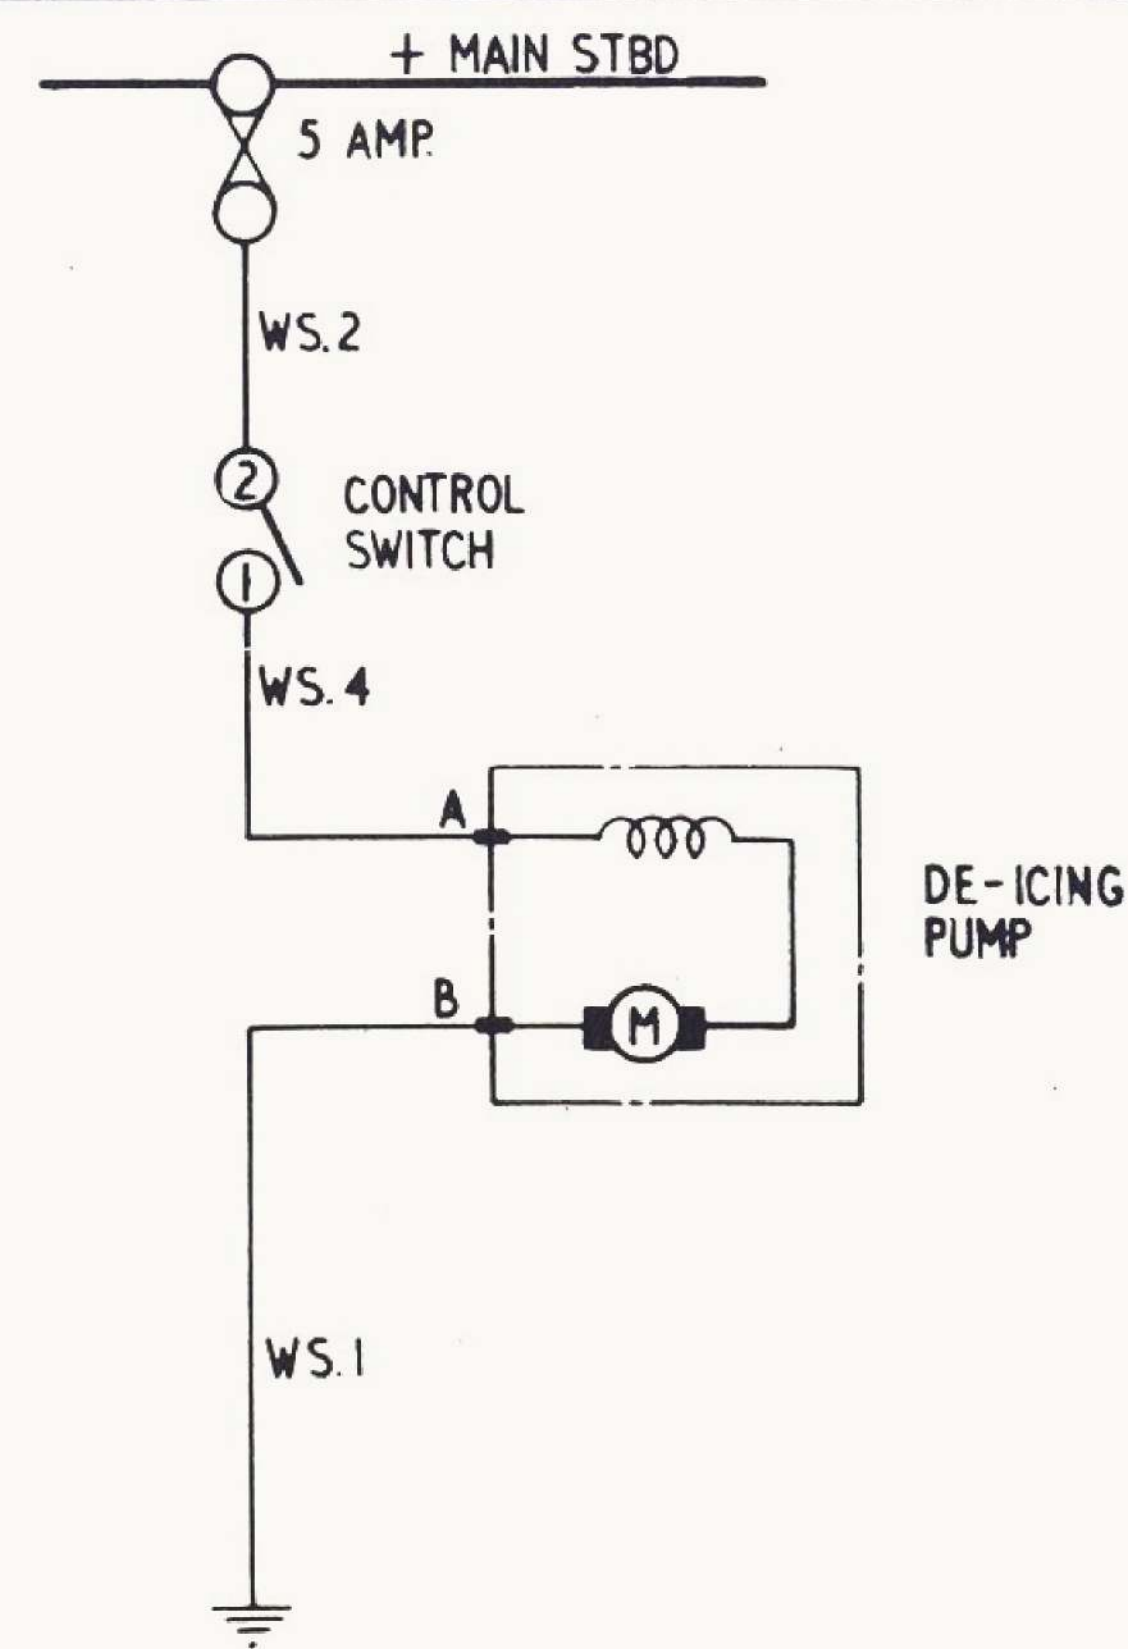 + MAIN STBD
5 AMP.
WS.2
2
CONTROL
SWITCH
1
WS.4
A
DE-ICING
PUMP
B
M
WS.1